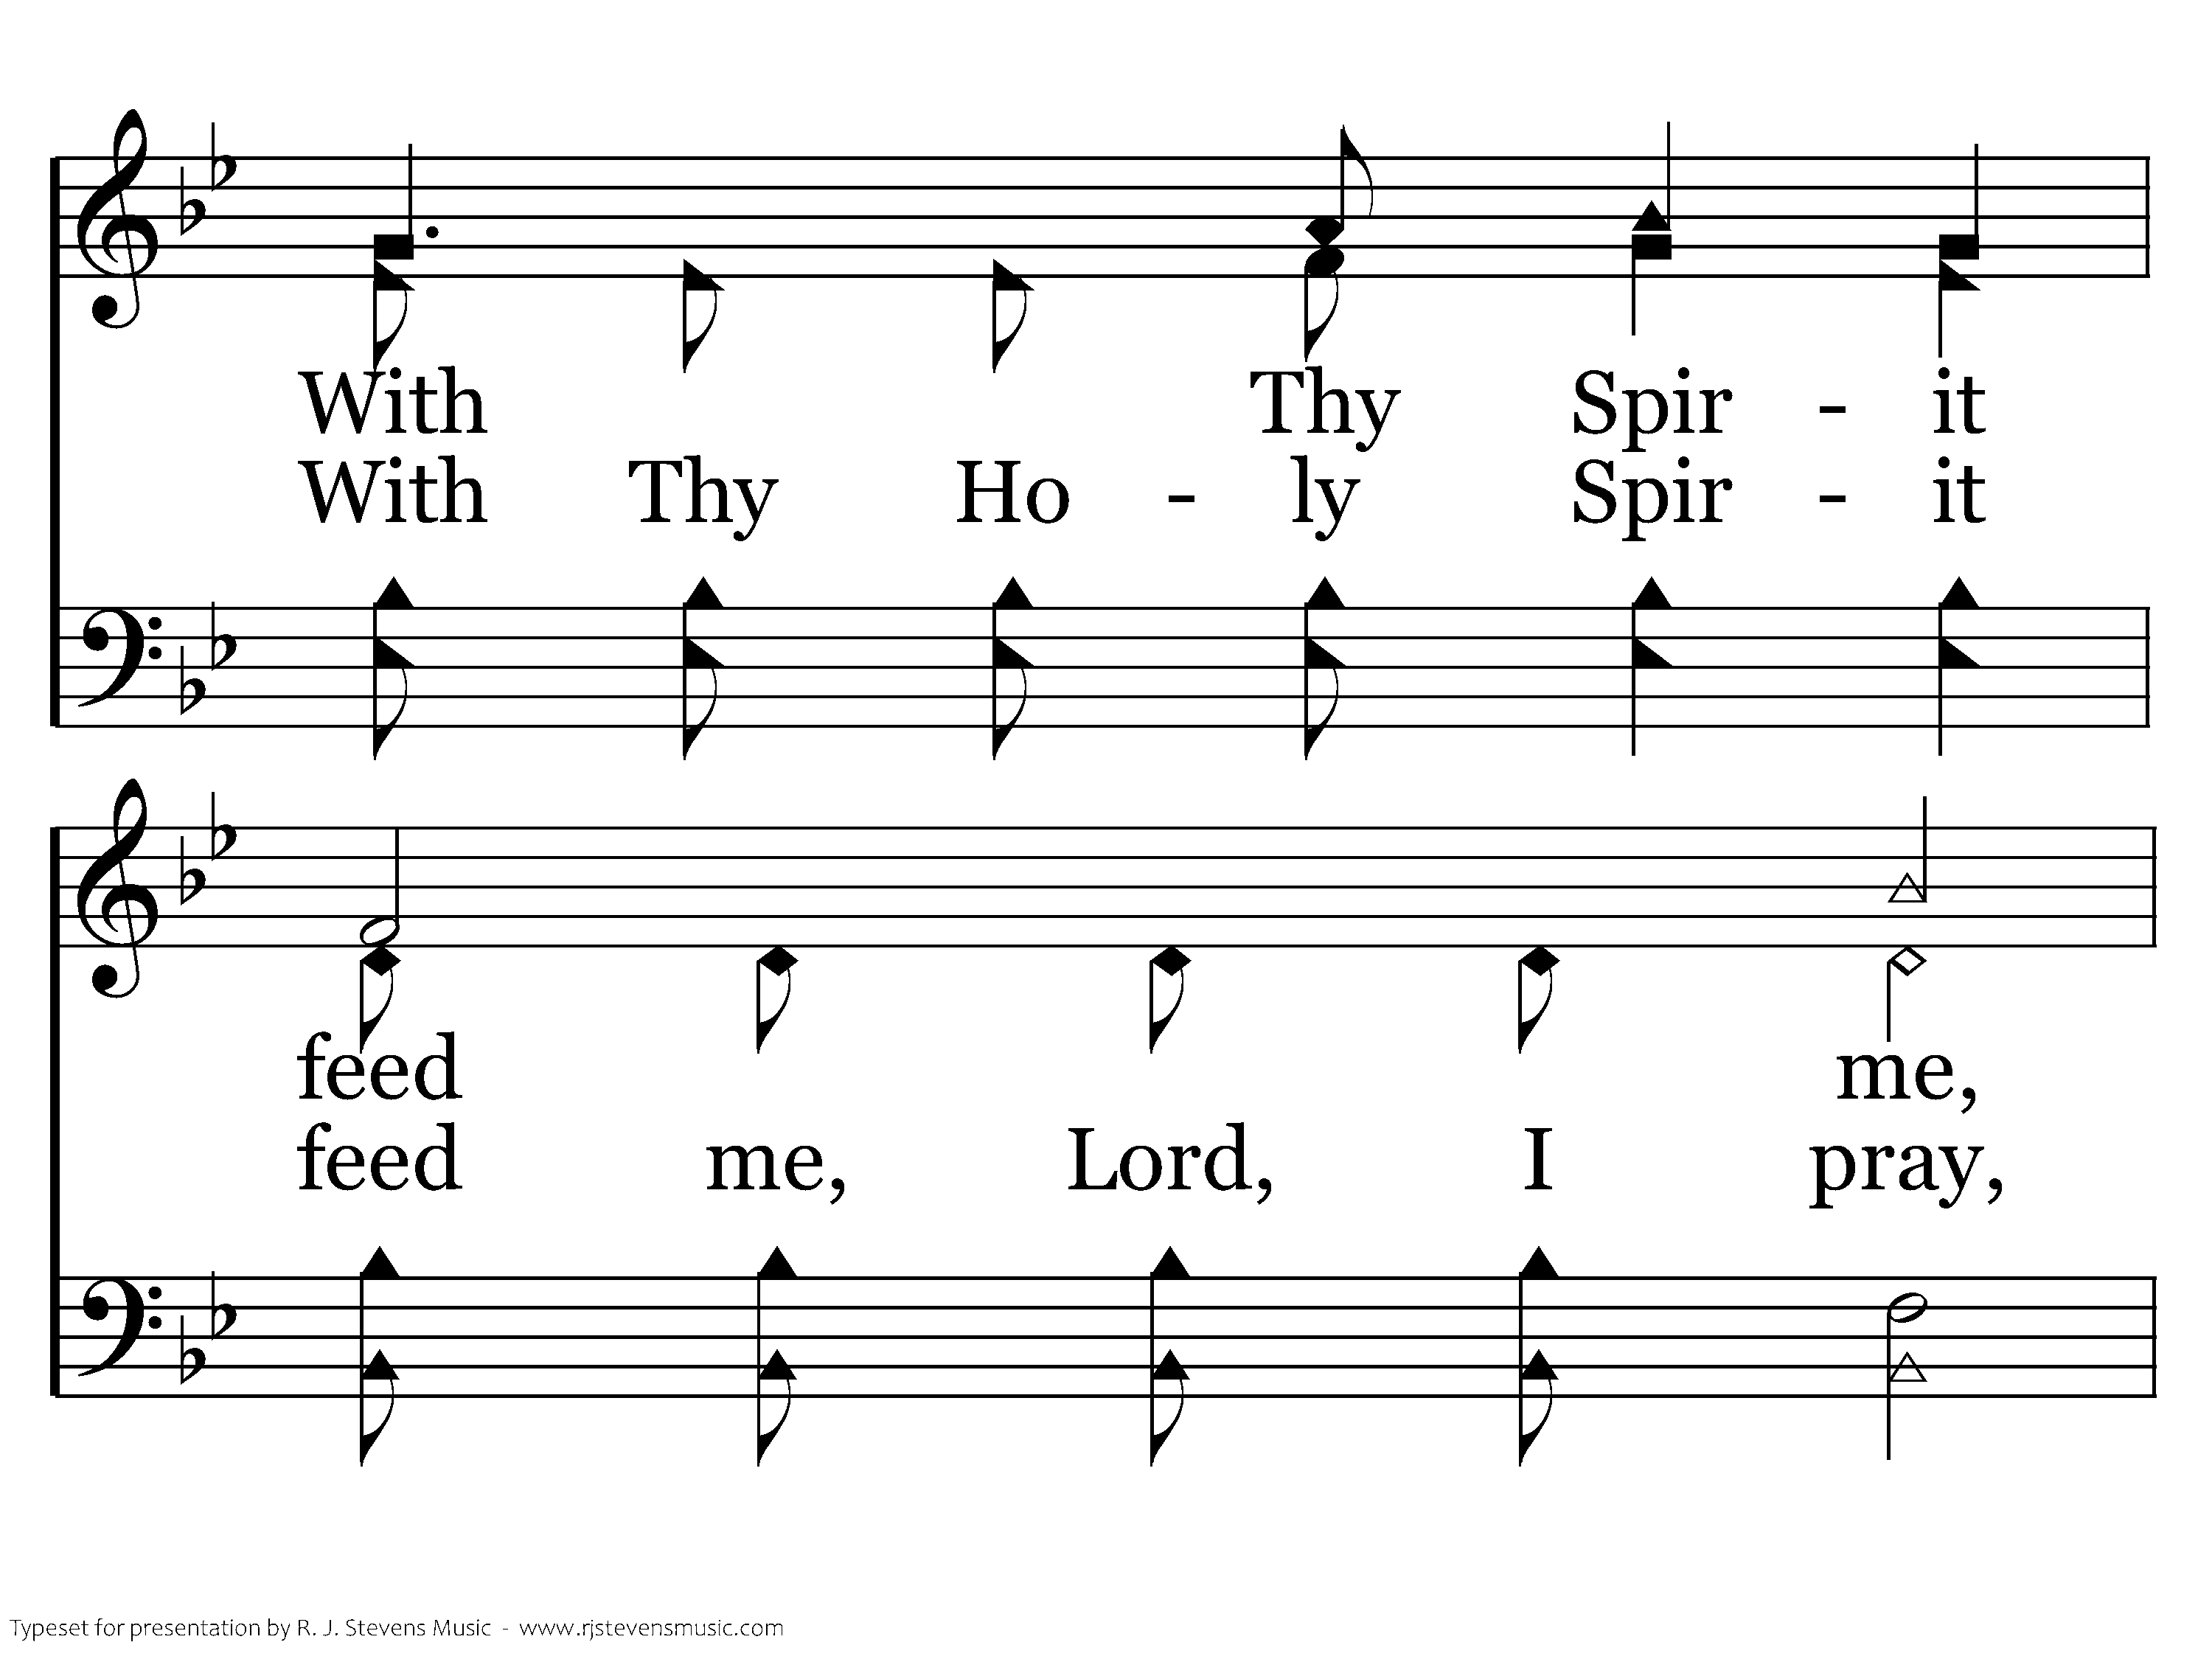 With Thy Spir - it
With Thy Ho - ly Spir - it
feed me,
feed me, Lord, I pray,
Typeset for presentation by R. J. Stevens Music - www.rjstevensmusic.com